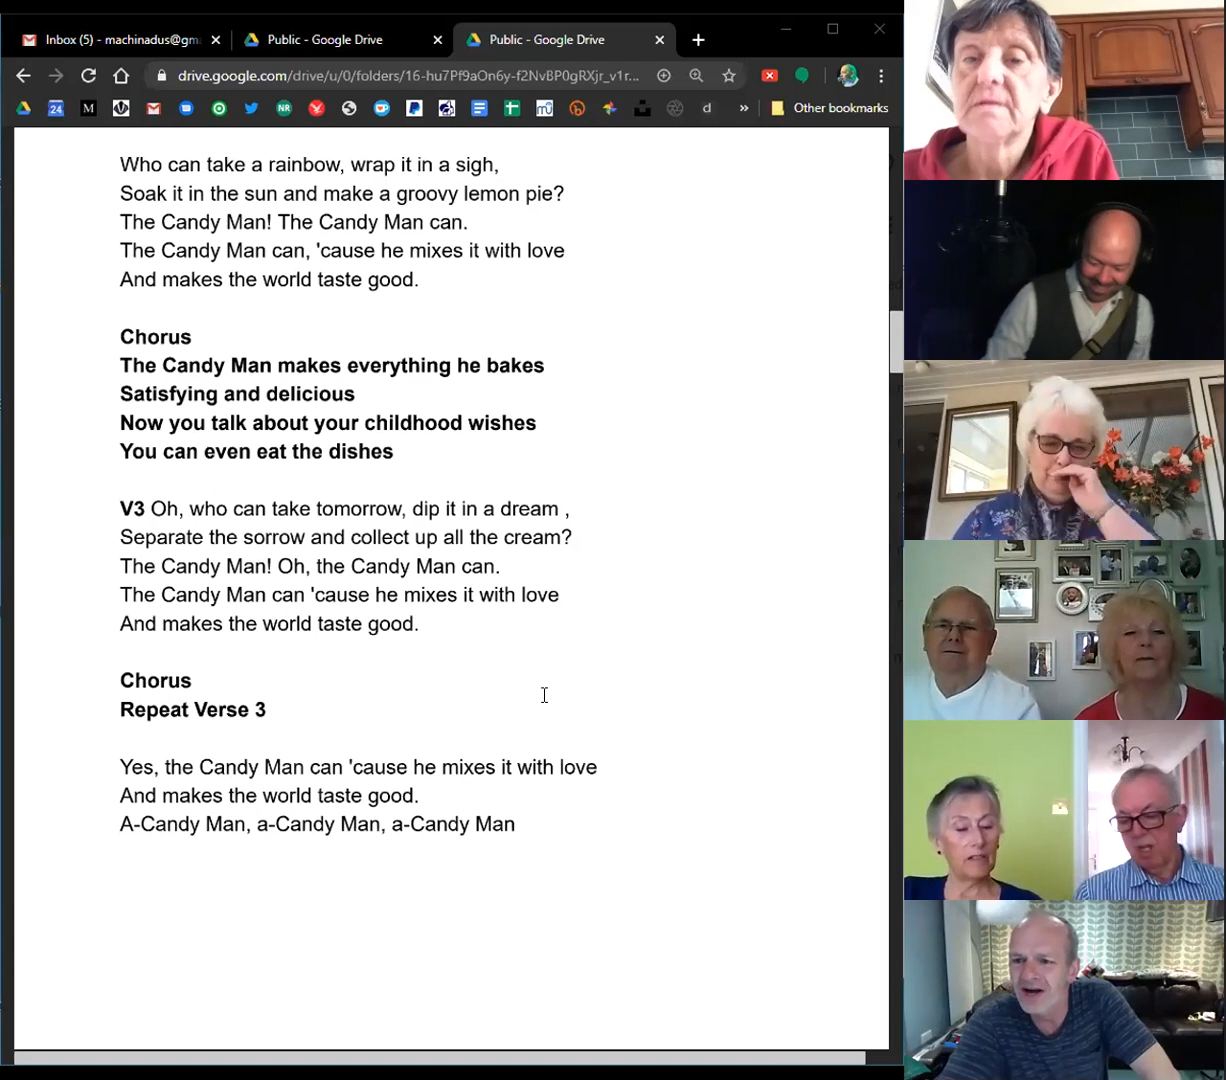 Inbox (5) - machinadus@gm
Public - Google Drive
Public - Google Drive
drive.google.com/drive/u/0/folders/16-hu7Pf9aOn6y-f2NvBP0gRXjr_v1r...
24
M
NR
d
Other bookmarks
Who can take a rainbow, wrap it in a sigh,
Soak it in the sun and make a groovy lemon pie?
The Candy Man! The Candy Man can.
The Candy Man can, 'cause he mixes it with love
And makes the world taste good.
Chorus
The Candy Man makes everything he bakes
Satisfying and delicious
Now you talk about your childhood wishes
You can even eat the dishes
V3 Oh, who can take tomorrow, dip it in a dream ,
Separate the sorrow and collect up all the cream?
The Candy Man! Oh, the Candy Man can.
The Candy Man can 'cause he mixes it with love
And makes the world taste good.
Chorus
Repeat Verse 3
Yes, the Candy Man can 'cause he mixes it with love
And makes the world taste good.
A-Candy Man, a-Candy Man, a-Candy Man